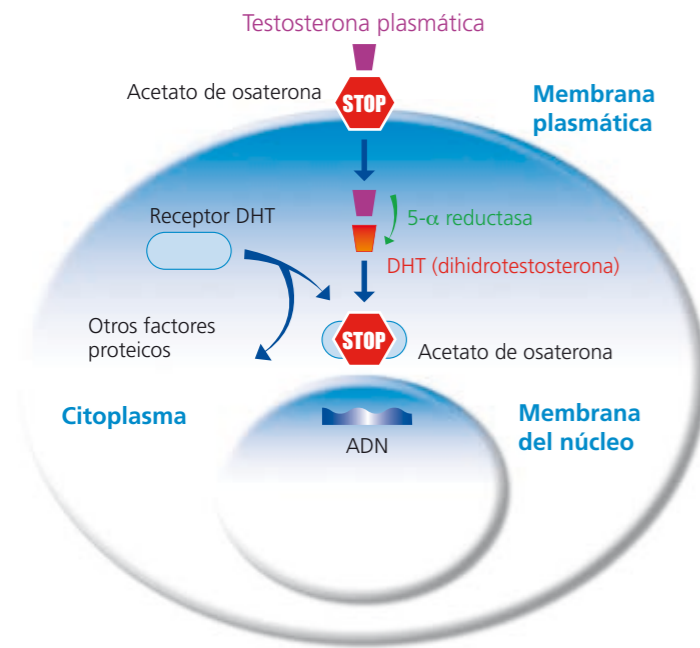 Testosterona plasmática
Acetato de osaterona
STOP
Membrana
plasmática
Receptor DHT
5-α reductasa
DHT (dihidrotestosterona)
Otros factores
proteicos
STOP
Acetato de osaterona
Citoplasma
Membrana
del núcleo
ADN